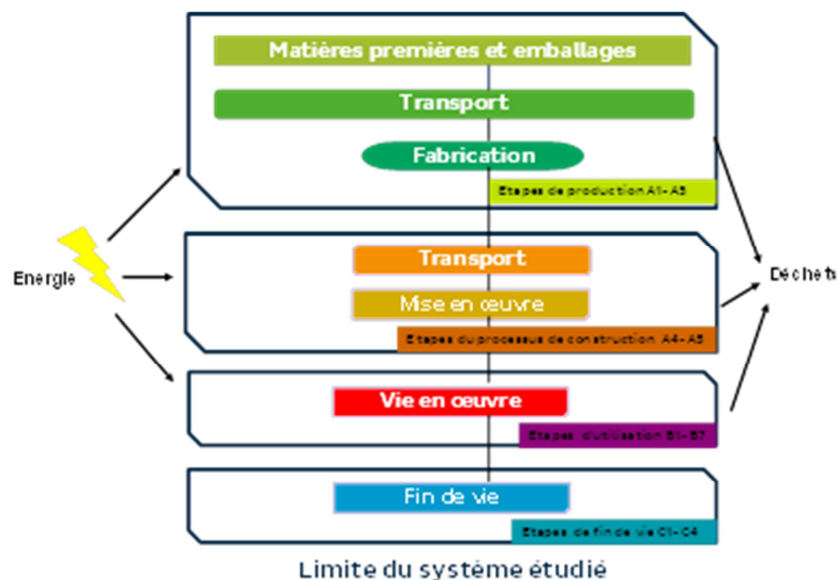 Matières premières et emballages
Transport
Fabrication
Etapes de production A1-A3
Energie
Transport
Mise en œuvre
Etapes du processus de construction A4-A5
Déchets
Vie en œuvre
Etapes d'utilisation B1-B7
Fin de vie
Etapes de fin de vie C1-C4
Limite du système étudié